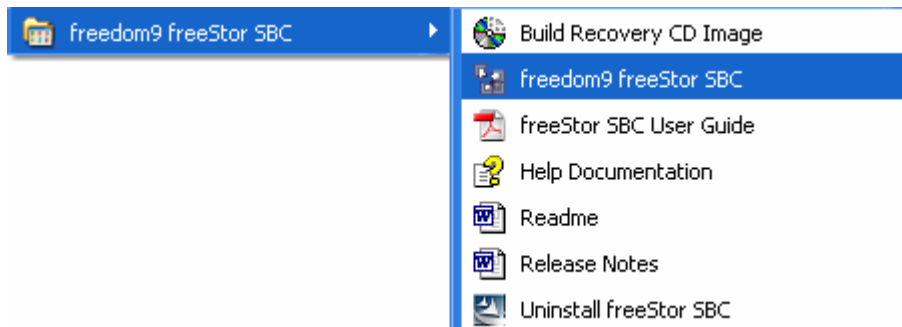 freedom9 freeStor SBC
Build Recovery CD Image
freedom9 freeStor SBC
freeStor SBC User Guide
Help Documentation
Readme
Release Notes
Uninstall freeStor SBC